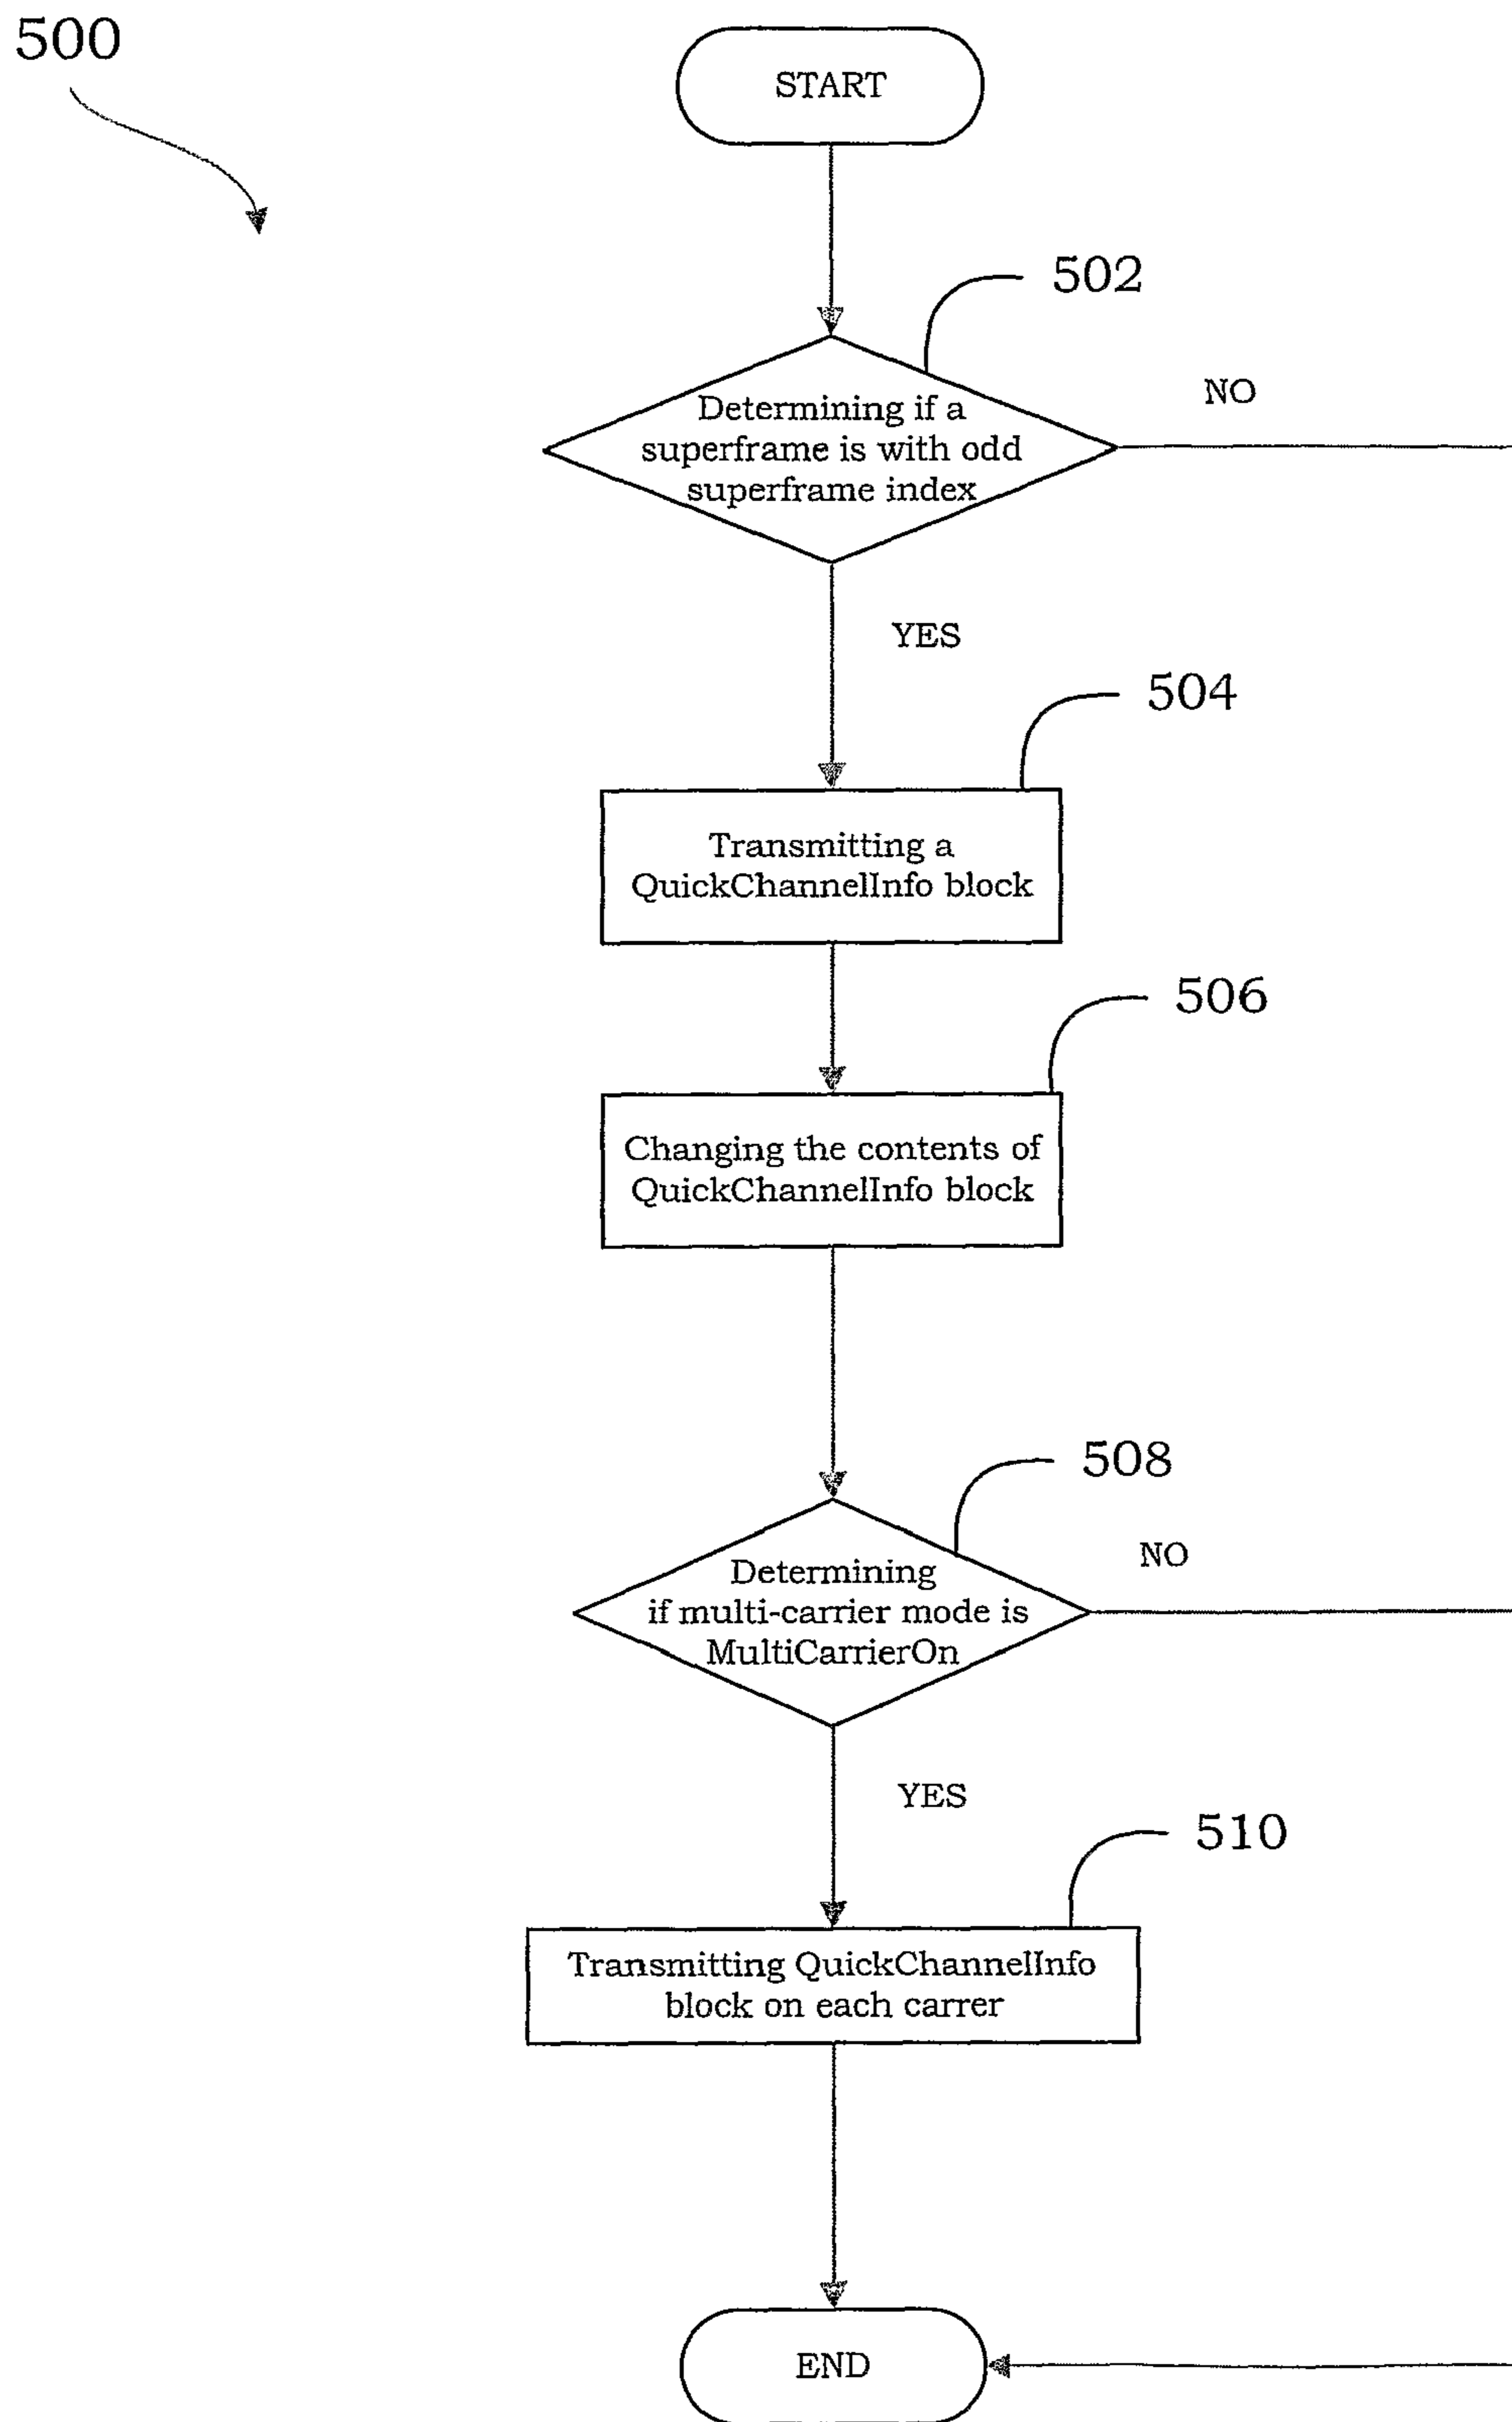 500
START
502
NO
Determining if a
superframe is with odd
superframe index
YES
504
Transmitting a
QuickChannelInfo block
506
Changing the contents of
QuickChannelInfo block
508
NO
Determining
if multi-carrier mode is
MultiCarrierOn
YES
510
Transmitting QuickChannelInfo
block on each carrer
END